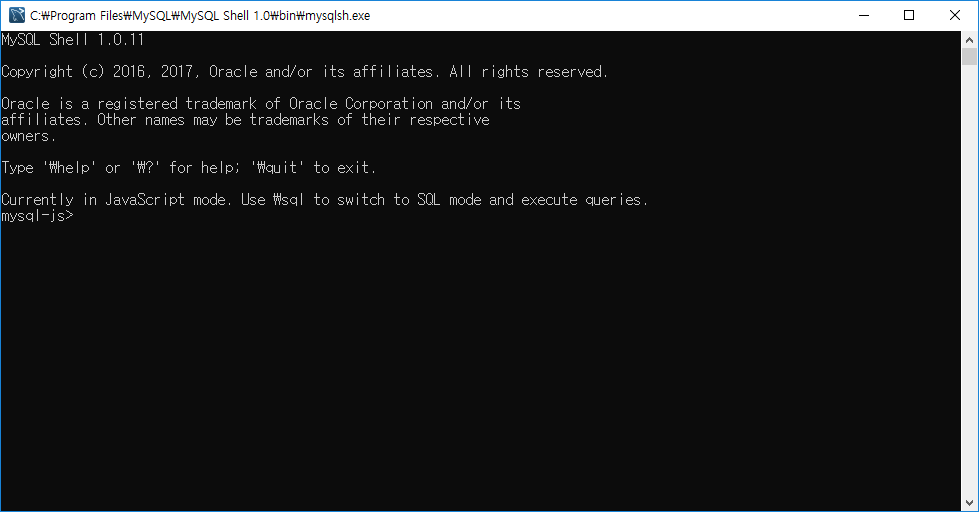 C:₩Program Files₩MySQL₩MySQL Shell 1.0₩bin₩mysqlsh.exe
MySQL Shell 1.0.11
Copyright (c) 2016, 2017, Oracle and/or its affiliates. All rights reserved.
Oracle is a registered trademark of Oracle Corporation and/or its
affiliates. Other names may be trademarks of their respective
owners.
Type '₩help' or '₩?' for help; '₩quit' to exit.
Currently in JavaScript mode. Use ₩sql to switch to SQL mode and execute queries.
mysql-js>